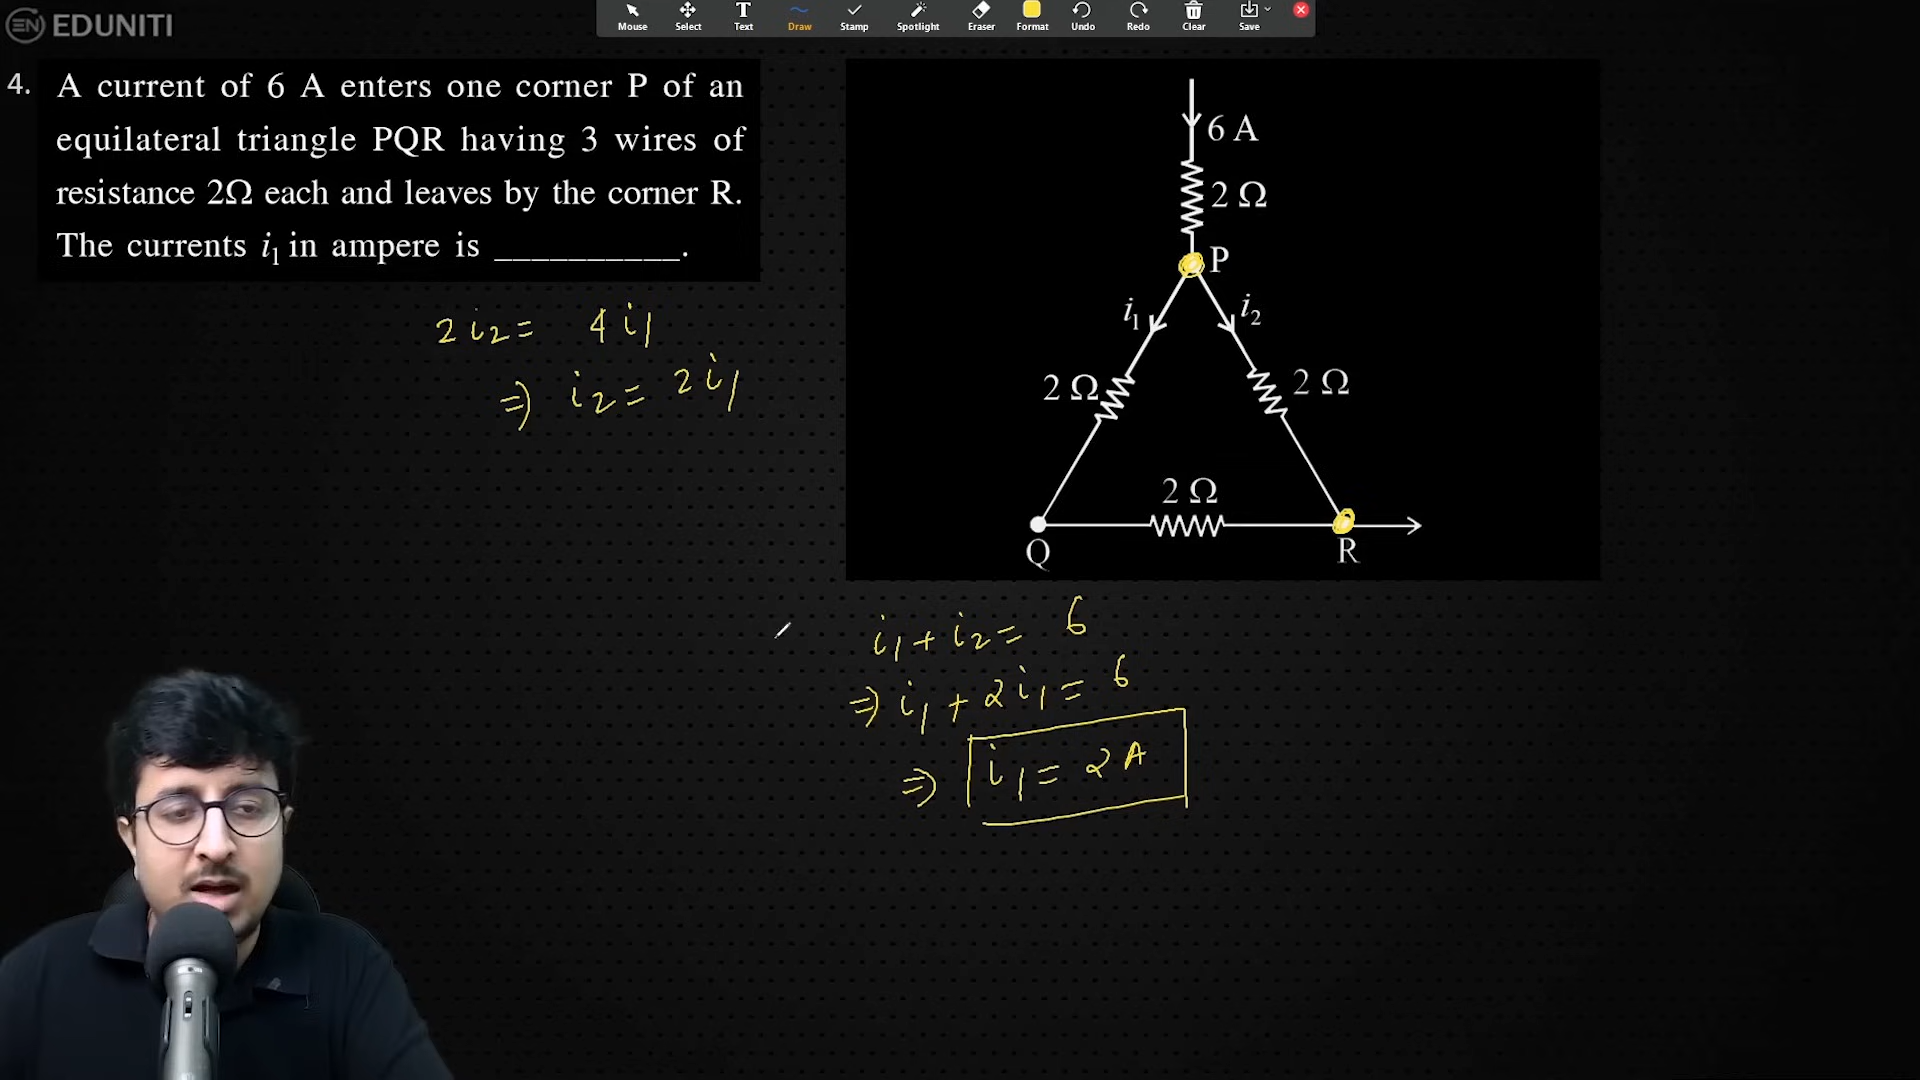 EN EDUNITI
Mouse Select Text Draw Stamp Spotlight Eraser Format Undo Redo Clear Save
4. A current of 6 A enters one corner P of an
equilateral triangle PQR having 3 wires of
resistance 2Ω each and leaves by the corner R.
The currents i₁ in ampere is __________.
2i₂ = 4i₁
⇒ i₂ = 2i₁
6 A
2 Ω
P
i₁ i₂
2 Ω 2 Ω
2 Ω
Q R
i₁ + i₂ = 6
⇒ i₁ + 2i₁ = 6
⇒ i₁ = 2A